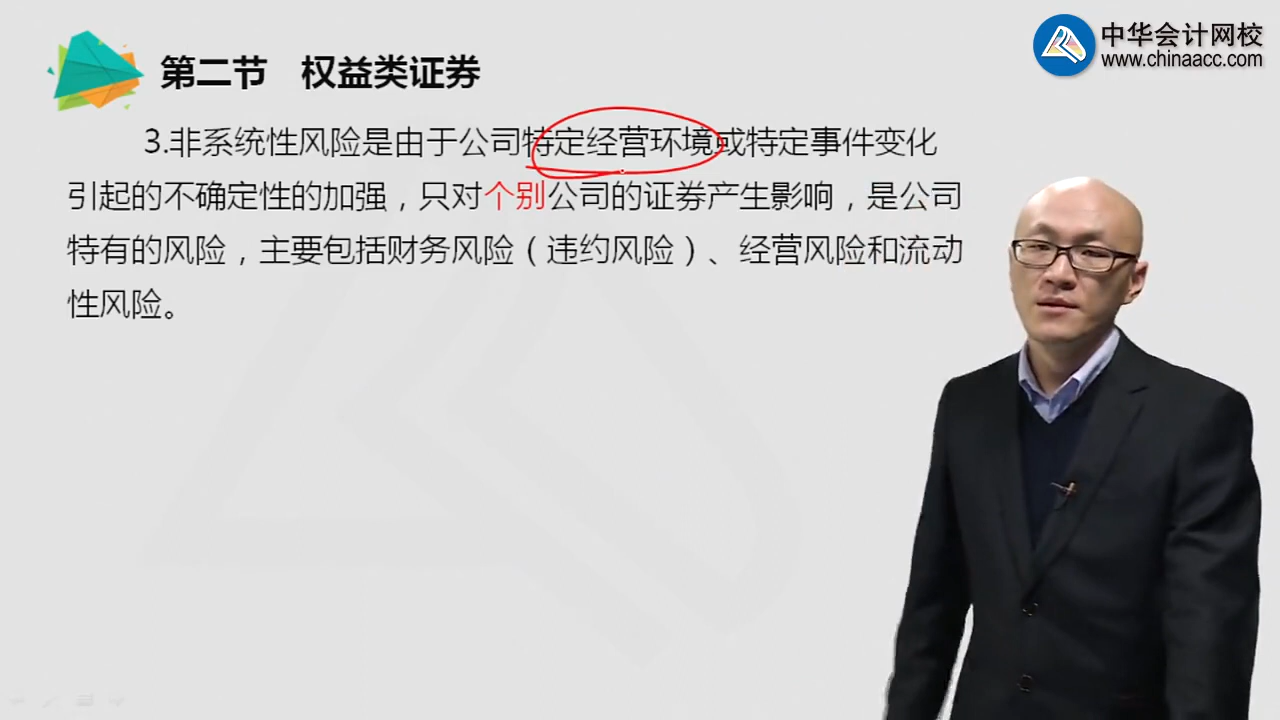 中华会计网校
www.chinaacc.com
第二节 权益类证券
3.非系统性风险是由于公司特定经营环境或特定事件变化
引起的不确定性的加强，只对个别公司的证券产生影响，是公司
特有的风险，主要包括财务风险（违约风险）、经营风险和流动
性风险。